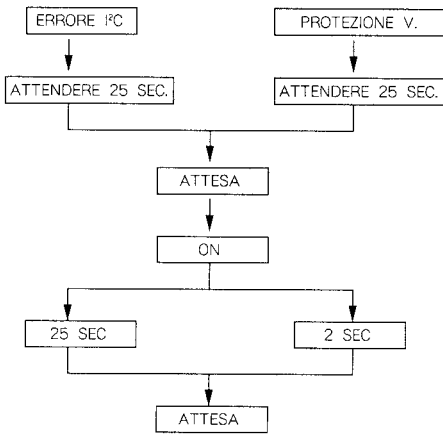 ERRORE I²C
PROTEZIONE V.
ATTENDERE 25 SEC.
ATTENDERE 25 SEC.
ATTESA
ON
25 SEC
2 SEC
ATTESA